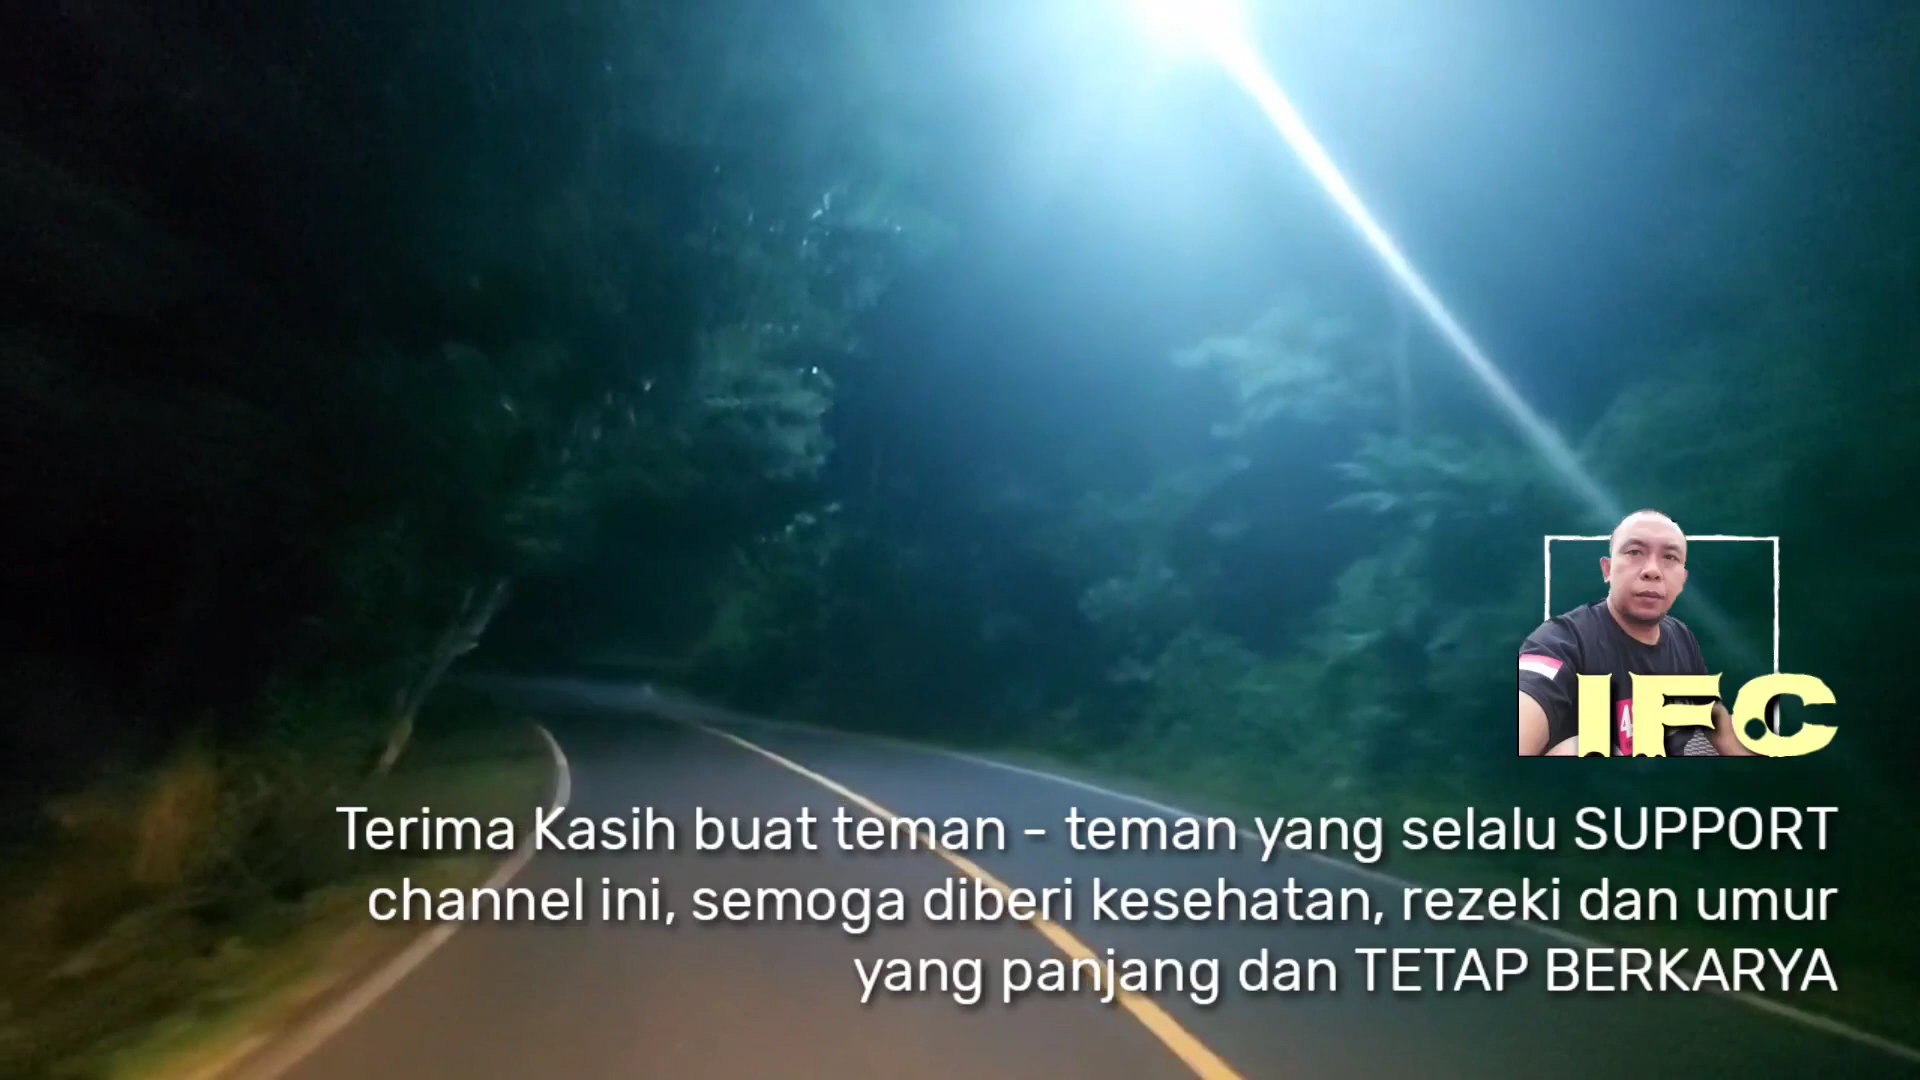 IFC
Terima Kasih buat teman - teman yang selalu SUPPORT
channel ini, semoga diberi kesehatan, rezeki dan umur
yang panjang dan TETAP BERKARYA